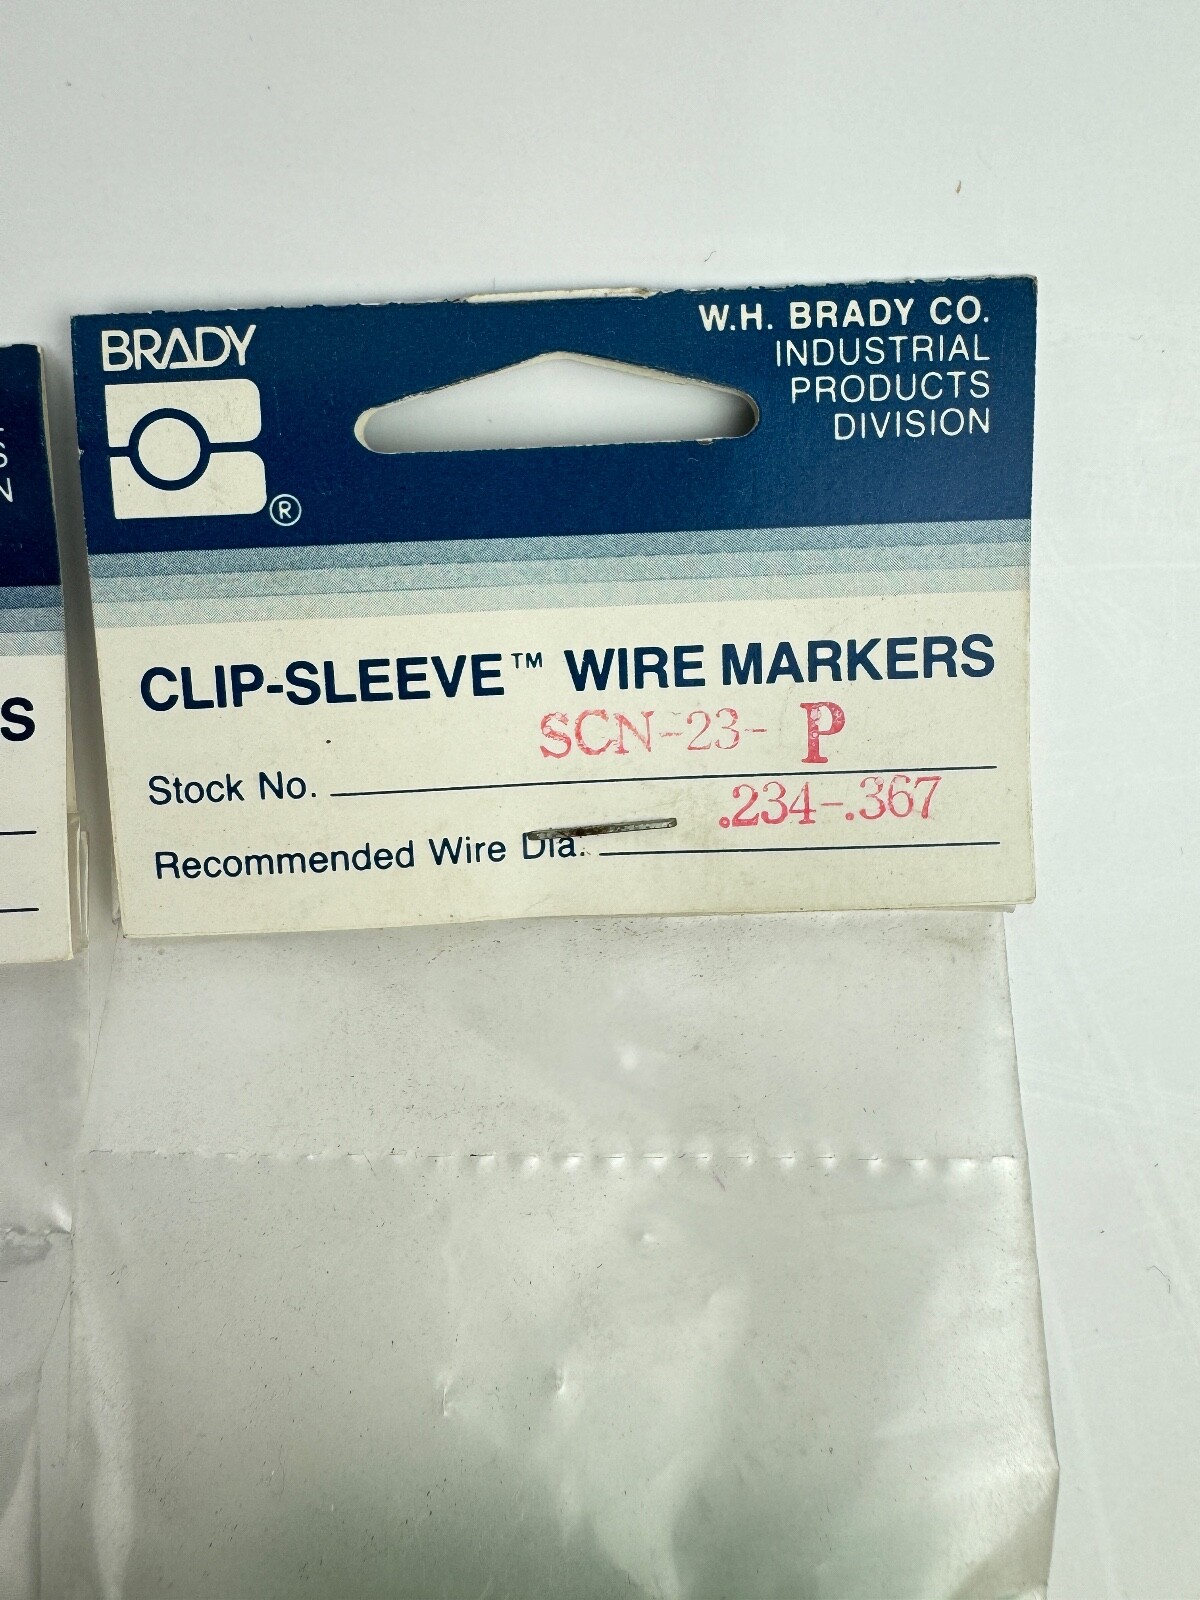 BRADY
®
W.H. BRADY CO.
INDUSTRIAL
PRODUCTS
DIVISION
CLIP-SLEEVE™ WIRE MARKERS
SCN-23-P
Stock No.
.234-.367
Recommended Wire Dia.
S
N
S